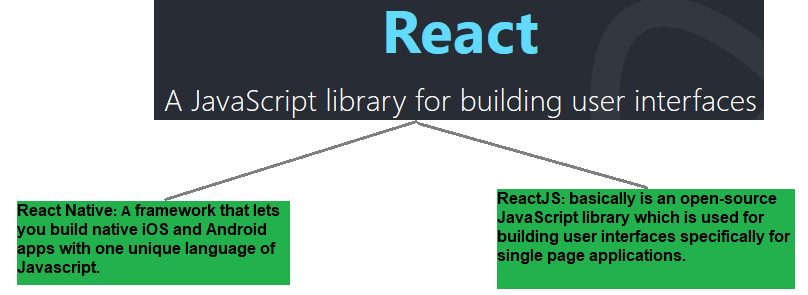 React
A JavaScript library for building user interfaces
React Native: A framework that lets
you build native iOS and Android
apps with one unique language of
Javascript.
ReactJS: basically is an open-source
JavaScript library which is used for
building user interfaces specifically for
single page applications.